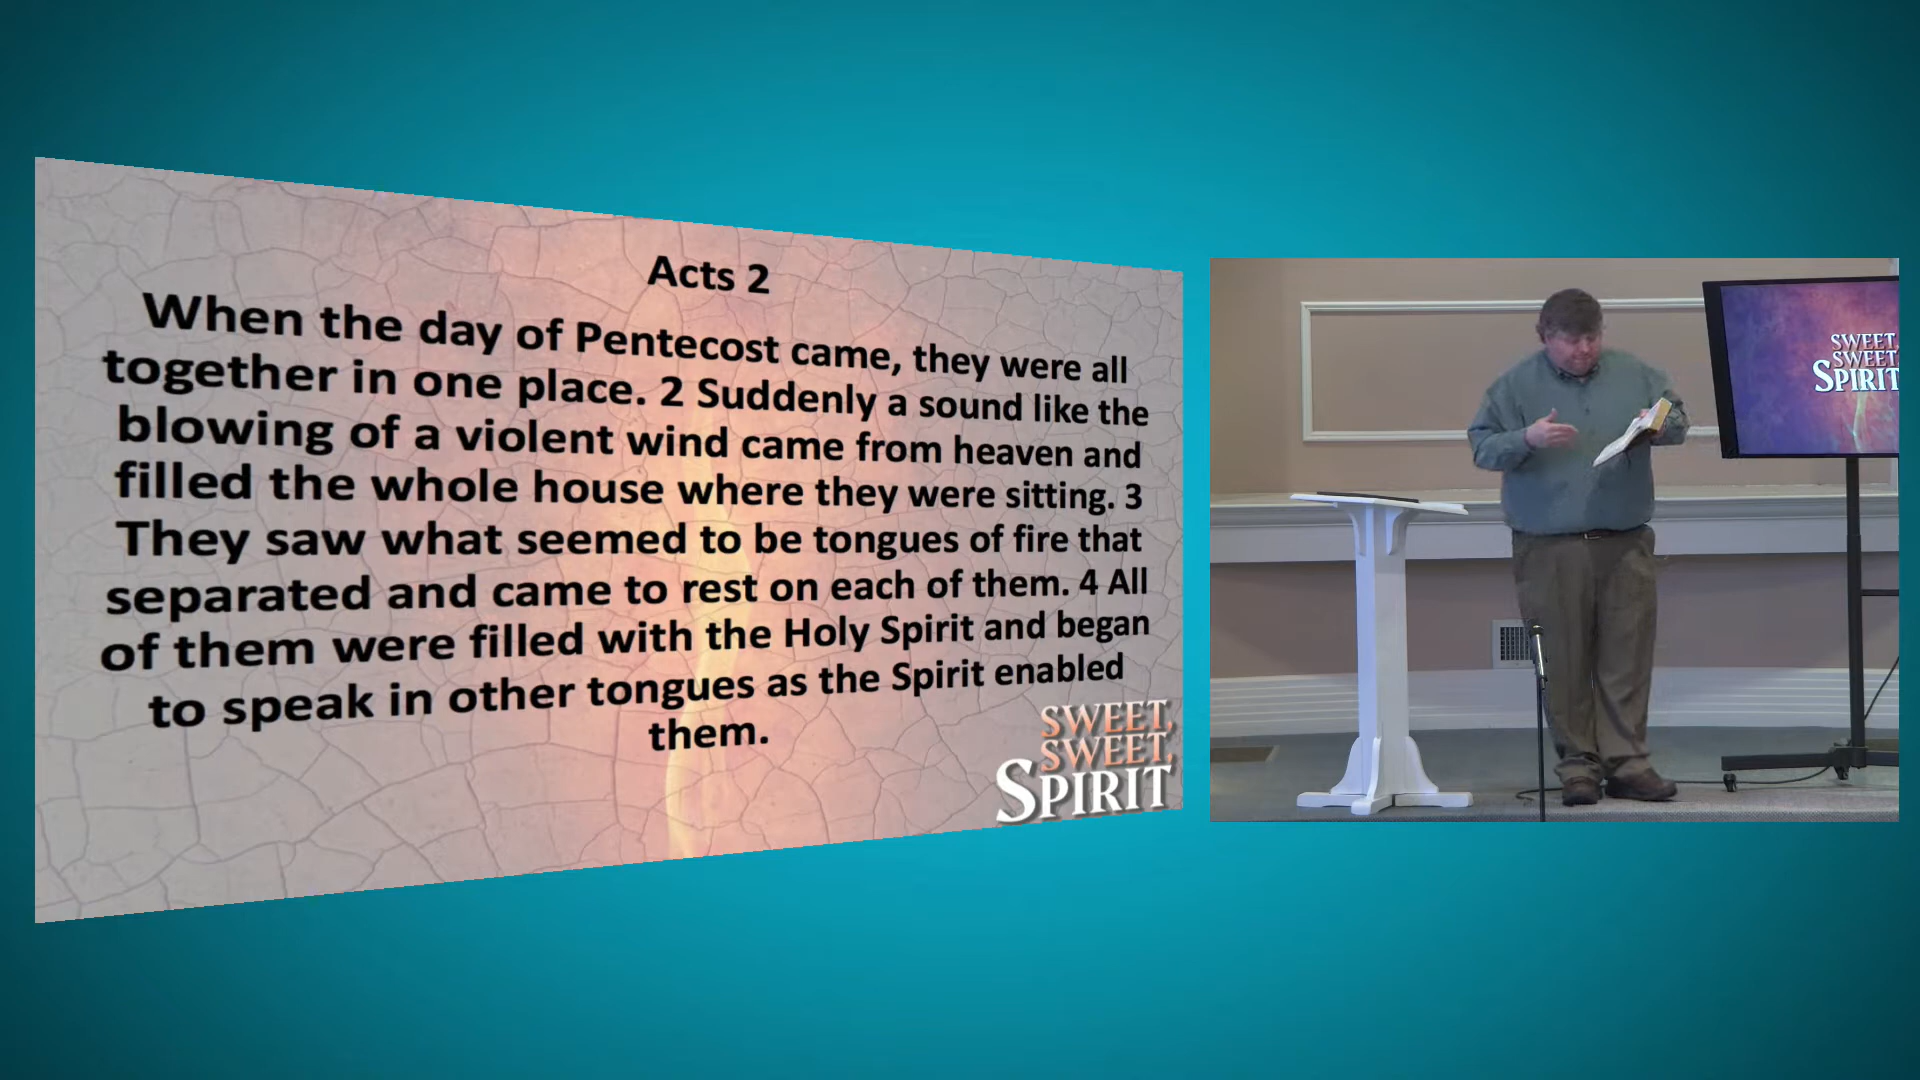 Acts 2
When the day of Pentecost came, they were all
together in one place. 2 Suddenly a sound like the
blowing of a violent wind came from heaven and
filled the whole house where they were sitting. 3
They saw what seemed to be tongues of fire that
separated and came to rest on each of them. 4 All
of them were filled with the Holy Spirit and began
to speak in other tongues as the Spirit enabled
them.
SWEET,
SWEET,
SPIRIT
SWEET,
SWEET
SPIRIT